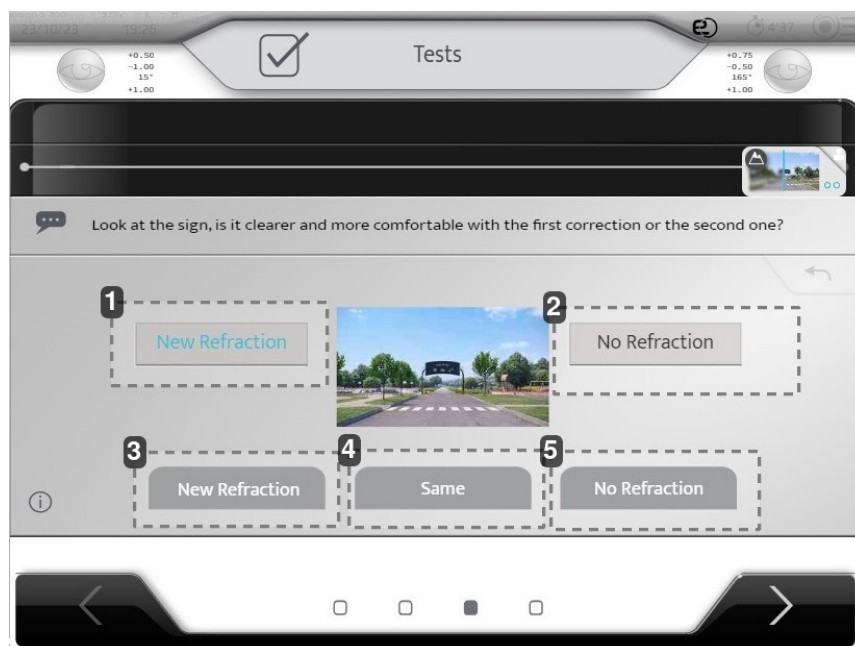 23/10/23 19:26
Tests
4'37
+0.50
-1.00
15°
+1.00
+0.75
-0.50
165°
+1.00
Look at the sign, is it clearer and more comfortable with the first correction or the second one?
1
New Refraction
2
No Refraction
3
New Refraction
4
Same
5
No Refraction